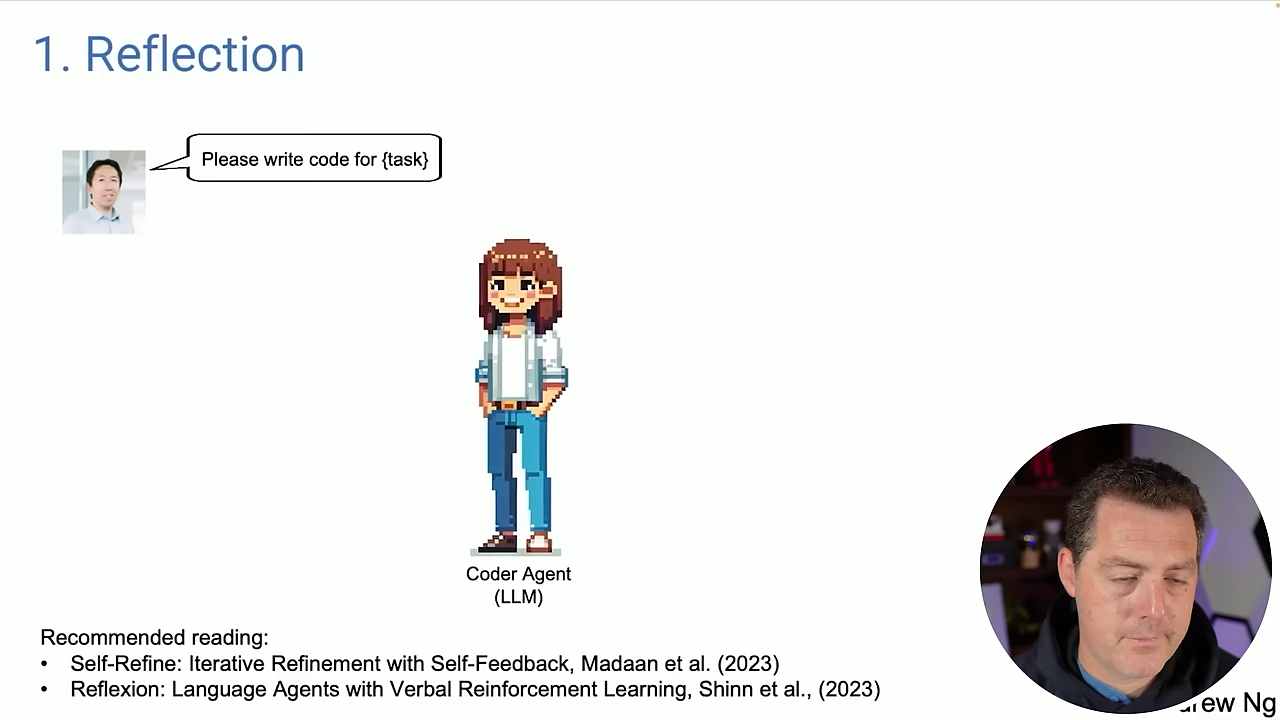 1. Reflection
Please write code for {task}
Coder Agent
(LLM)
Recommended reading:
• Self-Refine: Iterative Refinement with Self-Feedback, Madaan et al. (2023)
• Reflexion: Language Agents with Verbal Reinforcement Learning, Shinn et al., (2023)
Ng